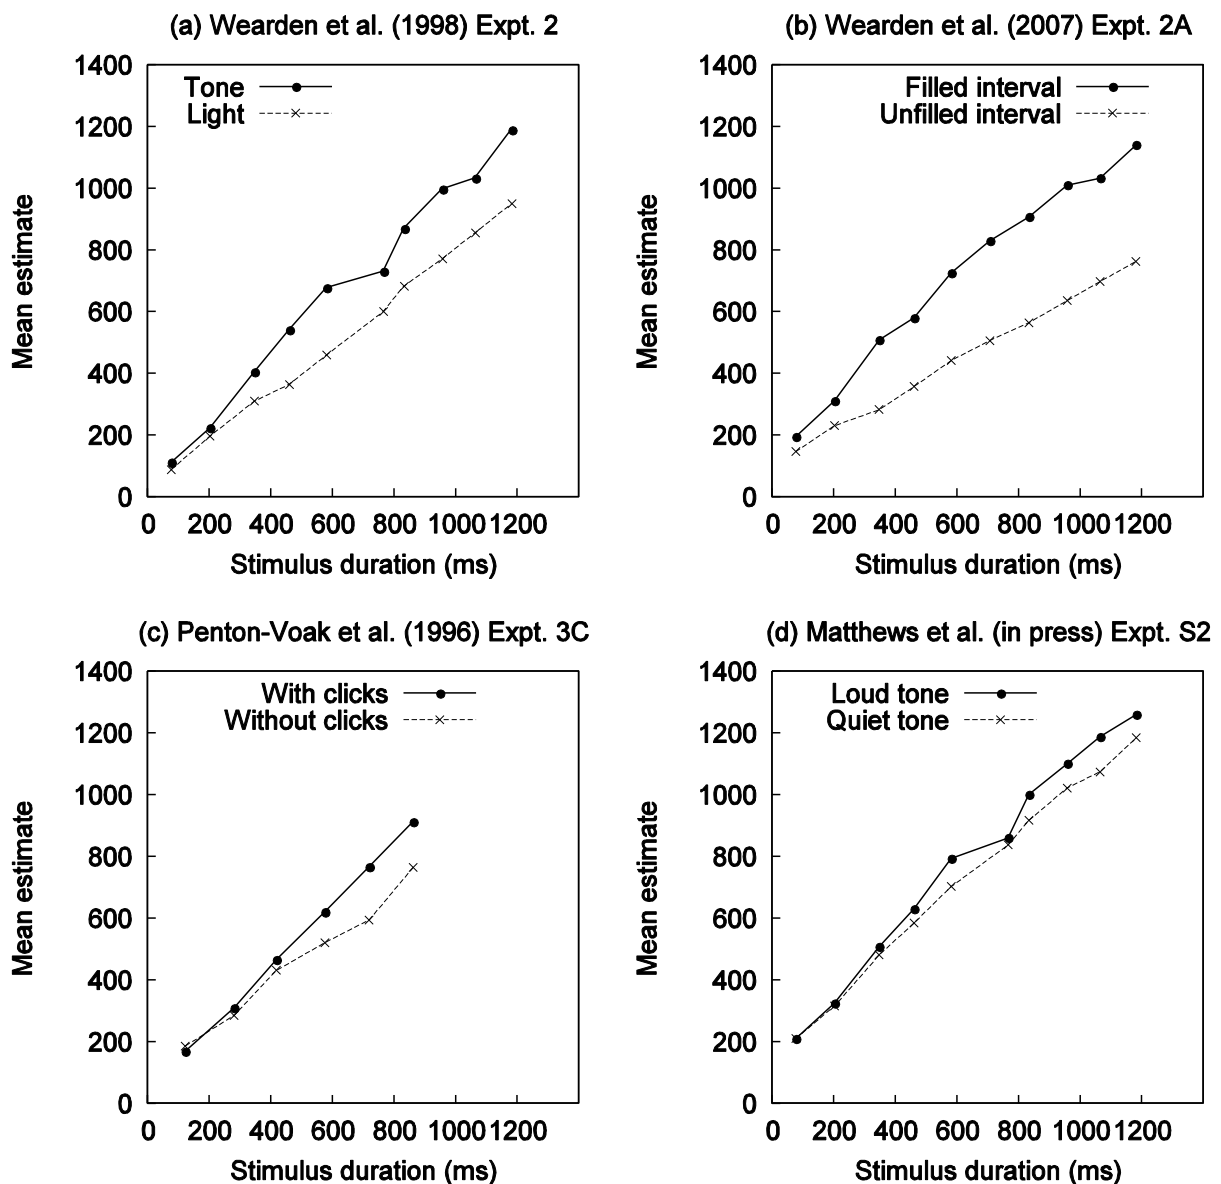 (a) Wearden et al. (1998) Expt. 2
1400
1200
1000
800
600
400
200
0
Mean estimate
Tone
Light
0 200 400 600 800 1000 1200
Stimulus duration (ms)
(b) Wearden et al. (2007) Expt. 2A
1400
1200
1000
800
600
400
200
0
Mean estimate
Filled interval
Unfilled interval
0 200 400 600 800 1000 1200
Stimulus duration (ms)
(c) Penton-Voak et al. (1996) Expt. 3C
1400
1200
1000
800
600
400
200
0
Mean estimate
With clicks
Without clicks
0 200 400 600 800 1000 1200
Stimulus duration (ms)
(d) Matthews et al. (in press) Expt. S2
1400
1200
1000
800
600
400
200
0
Mean estimate
Loud tone
Quiet tone
0 200 400 600 800 1000 1200
Stimulus duration (ms)